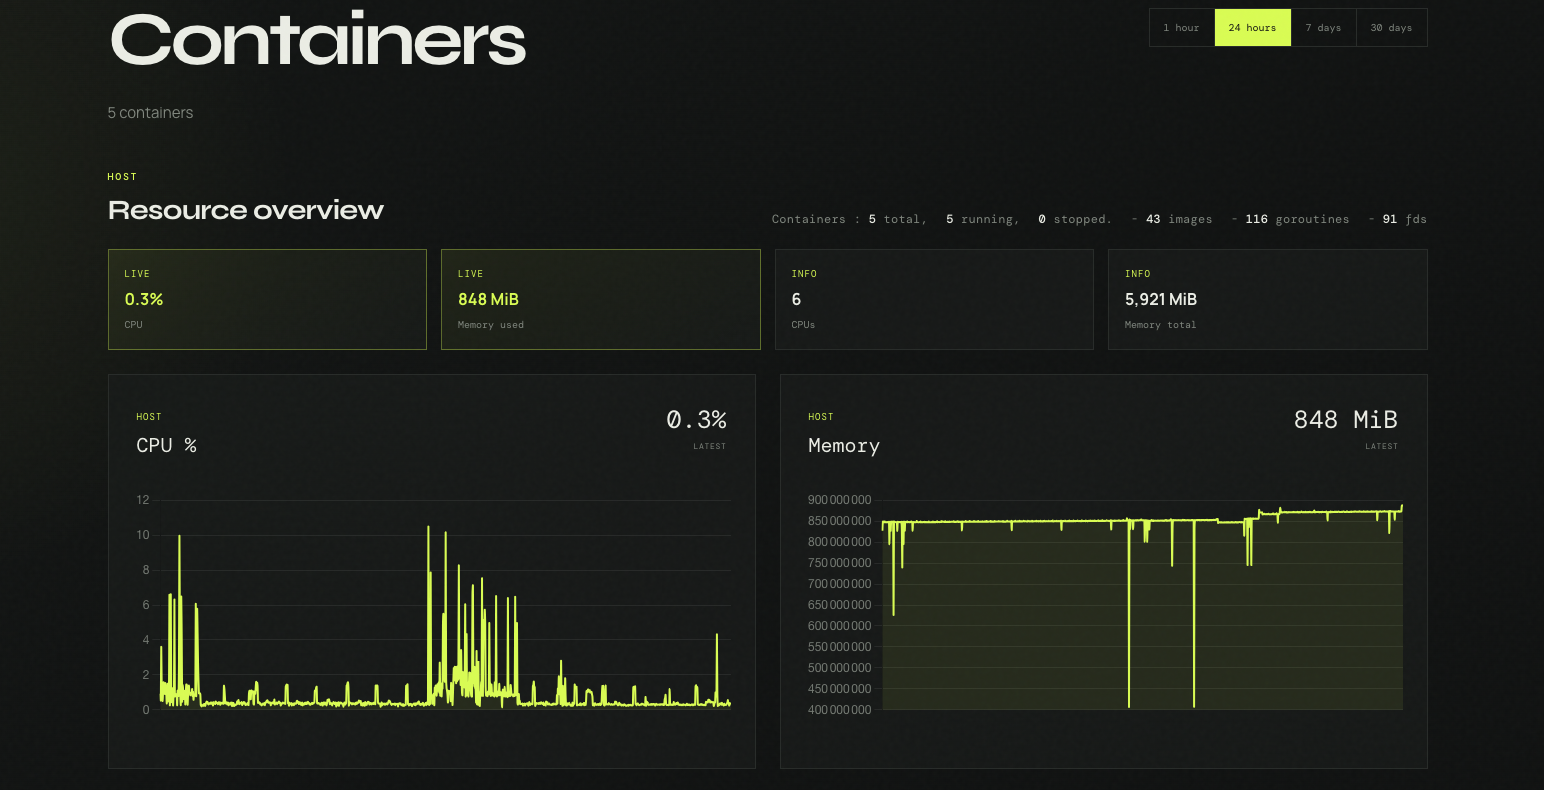 Containers
1 hour 24 hours 7 days 30 days
5 containers
HOST
Resource overview
Containers : 5 total, 5 running, 0 stopped. - 43 images - 116 goroutines - 91 fds
LIVE
0.3%
CPU
LIVE
848 MiB
Memory used
INFO
6
CPUs
INFO
5,921 MiB
Memory total
HOST
CPU %
0.3%
LATEST
12
10
8
6
4
2
0
HOST
Memory
848 MiB
LATEST
900 000 000
850 000 000
800 000 000
750 000 000
700 000 000
650 000 000
600 000 000
550 000 000
500 000 000
450 000 000
400 000 000